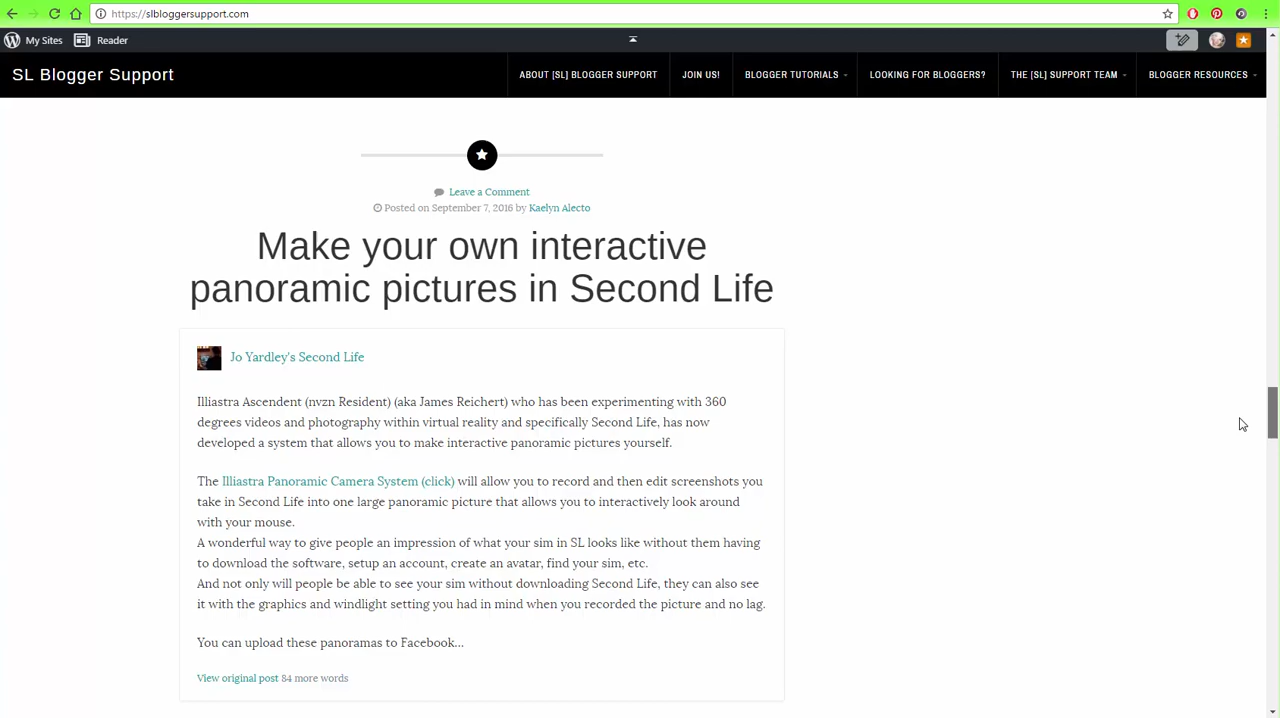 https://slbloggersupport.com
My Sites Reader
SL Blogger Support
ABOUT [SL] BLOGGER SUPPORT JOIN US! BLOGGER TUTORIALS LOOKING FOR BLOGGERS? THE [SL] SUPPORT TEAM BLOGGER RESOURCES
Leave a Comment
Posted on September 7, 2016 by Kaelyn Alecto
Make your own interactive
panoramic pictures in Second Life
Jo Yardley's Second Life
Illiastra Ascendent (nvzn Resident) (aka James Reichert) who has been experimenting with 360
degrees videos and photography within virtual reality and specifically Second Life, has now
developed a system that allows you to make interactive panoramic pictures yourself.
The Illiastra Panoramic Camera System (click) will allow you to record and then edit screenshots you
take in Second Life into one large panoramic picture that allows you to interactively look around
with your mouse.
A wonderful way to give people an impression of what your sim in SL looks like without them having
to download the software, setup an account, create an avatar, find your sim, etc.
And not only will people be able to see your sim without downloading Second Life, they can also see
it with the graphics and windlight setting you had in mind when you recorded the picture and no lag.
You can upload these panoramas to Facebook…
View original post 84 more words